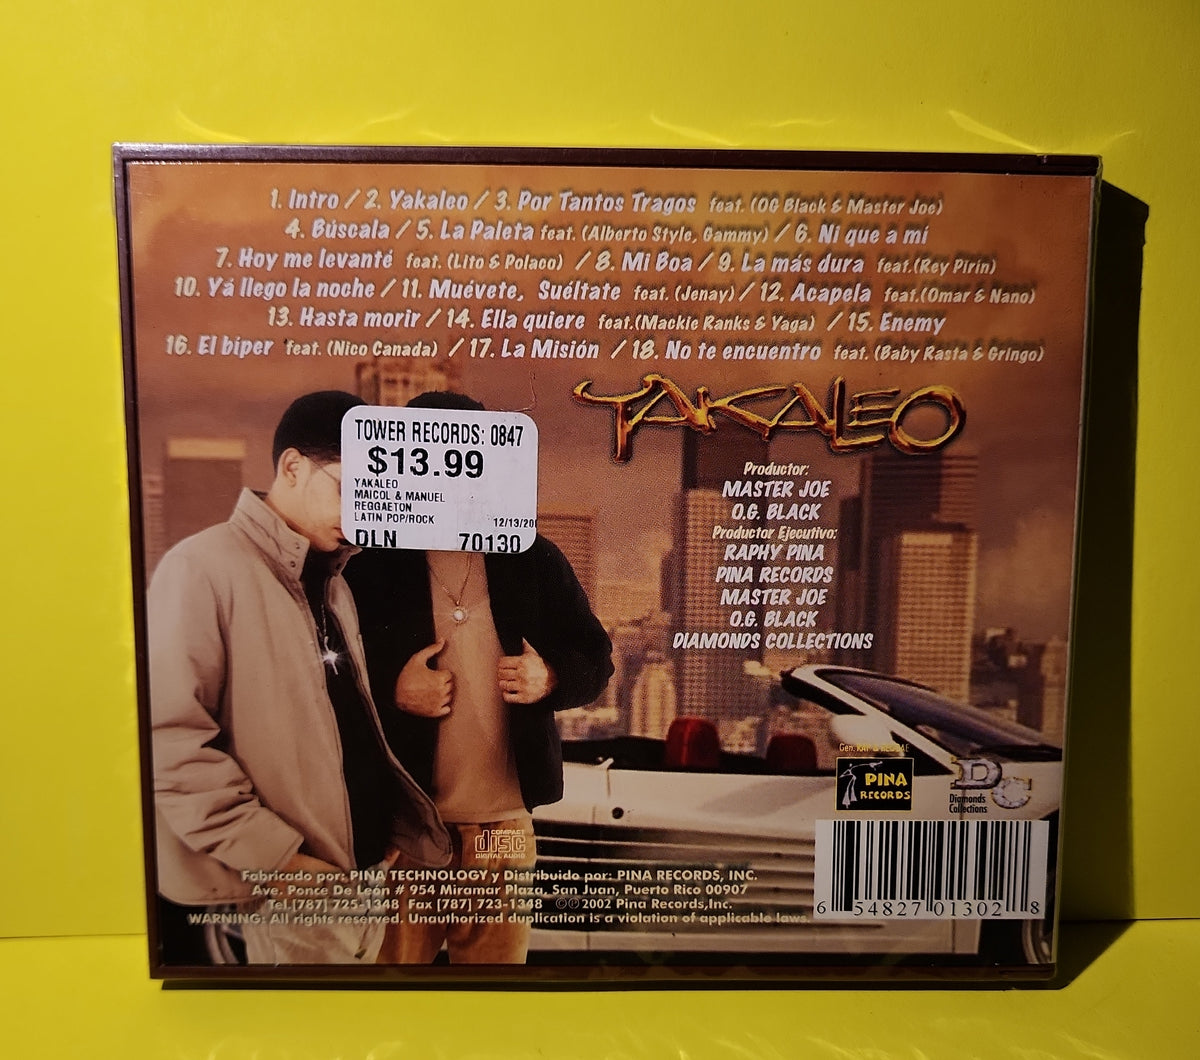 1. Intro / 2. Yakaleo / 3. Por Tantos Tragos feat. (OG Black & Master Joe)
4. Búscala / 5. La Paleta feat. (Alberto Style, Gammy) / 6. Ni que a mí
7. Hoy me levanté feat. (Lito & Polaco) / 8. Mi Boa / 9. La más dura feat.(Rey Pirín)
10. Yá llego la noche / 11. Muévete, Suéltate feat. (Jenay) / 12. Acapela feat.(Omar & Nano)
13. Hasta morir / 14. Ella quiere feat.(Mackie Ranks & Yaga) / 15. Enemy
16. El bíper feat. (Nico Canada) / 17. La Misión / 18. No te encuentro feat. (Baby Rasta & Gringo)
YAKALEO
TOWER RECORDS: 0847
$13.99
YAKALEO
MAICOL & MANUEL
REGGAETON
LATIN POP/ROCK
12/13/20
DLN 70130
Productor:
MASTER JOE
O.G. BLACK
Productor Ejecutivo:
RAPHY PINA
PINA RECORDS
MASTER JOE
O.G. BLACK
DIAMONDS COLLECTIONS
Gen. RAP & REGGAE
PINA
RECORDS
DC
Diamonds
Collections
COMPACT
disc
DIGITAL AUDIO
Fabricado por: PINA TECHNOLOGY y Distribuido por: PINA RECORDS, INC.
Ave. Ponce De León # 954 Miramar Plaza, San Juan, Puerto Rico 00907
Tel.[787] 725-1348 Fax [787] 723-1348 ©℗ 2002 Pina Records,Inc.
WARNING: All rights reserved. Unauthorized duplication is a violation of applicable laws.
6 54827 01302 8